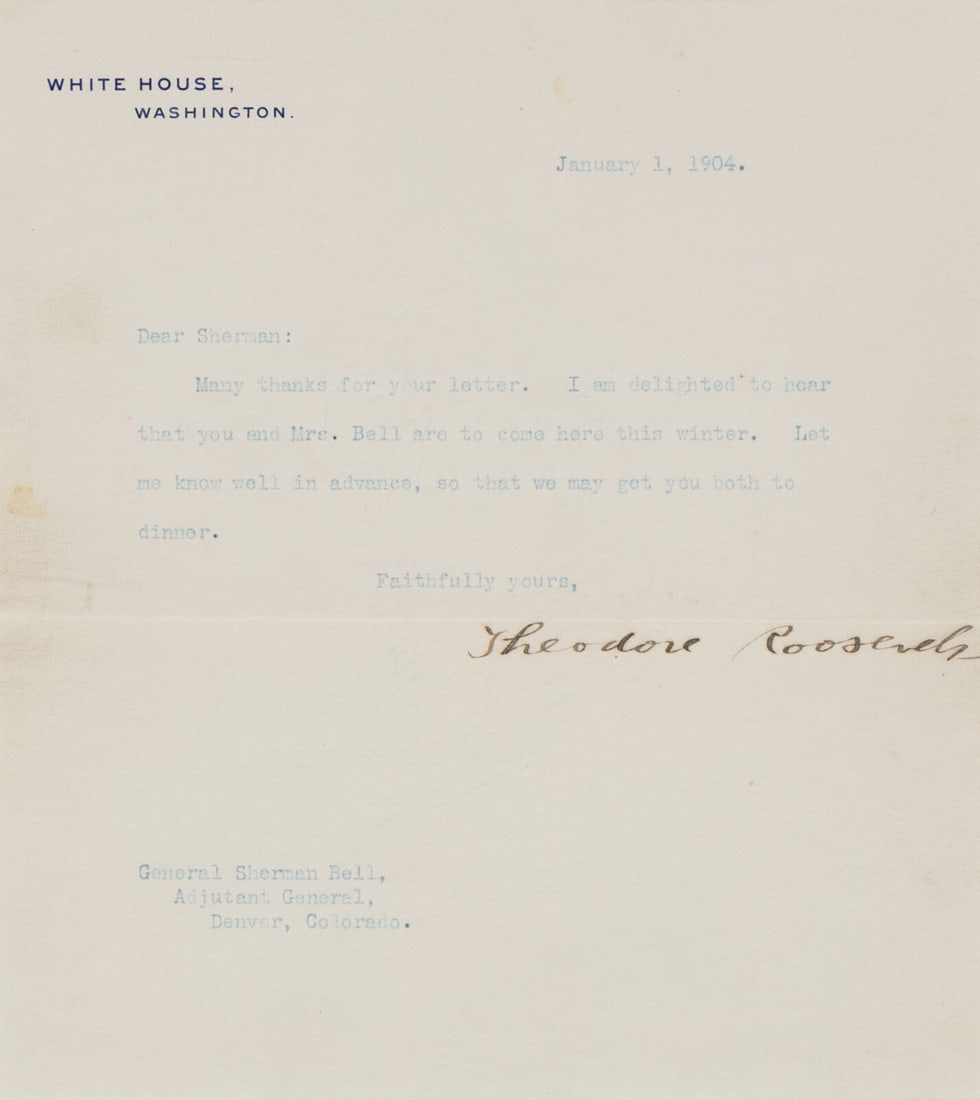 WHITE HOUSE,
WASHINGTON.
January 1, 1904.
Dear Sherman:
Many thanks for your letter. I am delighted to hear
that you and Mrs. Bell are to come here this winter. Let
me know well in advance, so that we may get you both to
dinner.
Faithfully yours,
Theodore Roosevelt
General Sherman Bell,
Adjutant General,
Denver, Colorado.